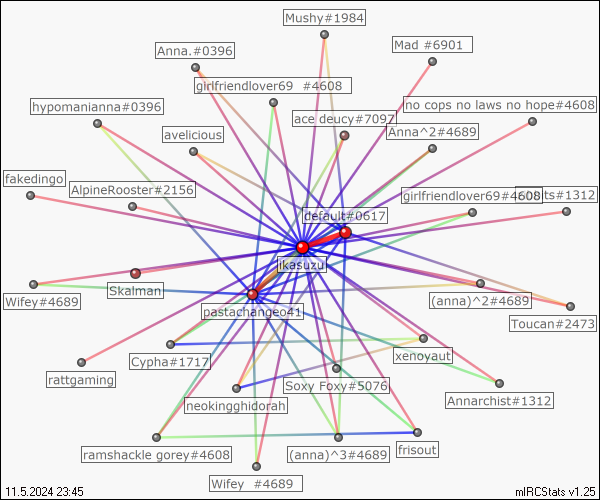 Mushy#1984
Anna.#0396
Mad #6901
girlfriendlover69 #4608
hypomanianna#0396
ace deucy#7097
no cops no laws no hope#4608
avelicious
Anna^2#4689
fakedingo
AlpineRooster#2156
girlfriendlover69#4608
ts#1312
default#0617
ikasuzu
Skalman
Wifey#4689
pastachangeo41
(anna)^2#4689
Toucan#2473
Cypha#1717
xenoyaut
rattgaming
Soxy Foxy#5076
neokingghidorah
Annarchist#1312
ramshackle gorey#4608
(anna)^3#4689
frisout
Wifey #4689
11.5.2024 23:45
mIRCStats v1.25